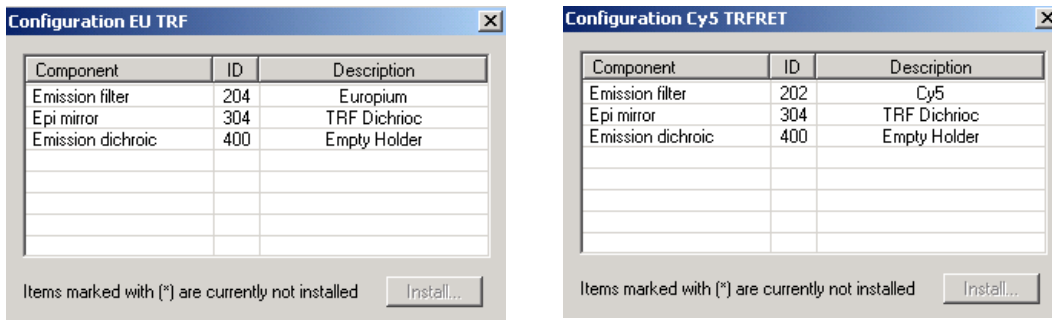 Configuration EU TRF
Component ID Description
Emission filter 204 Europium
Epi mirror 304 TRF Dichrioc
Emission dichroic 400 Empty Holder
Items marked with (*) are currently not installed Install...
Configuration Cy5 TRFRET
Component ID Description
Emission filter 202 Cy5
Epi mirror 304 TRF Dichrioc
Emission dichroic 400 Empty Holder
Items marked with (*) are currently not installed Install...